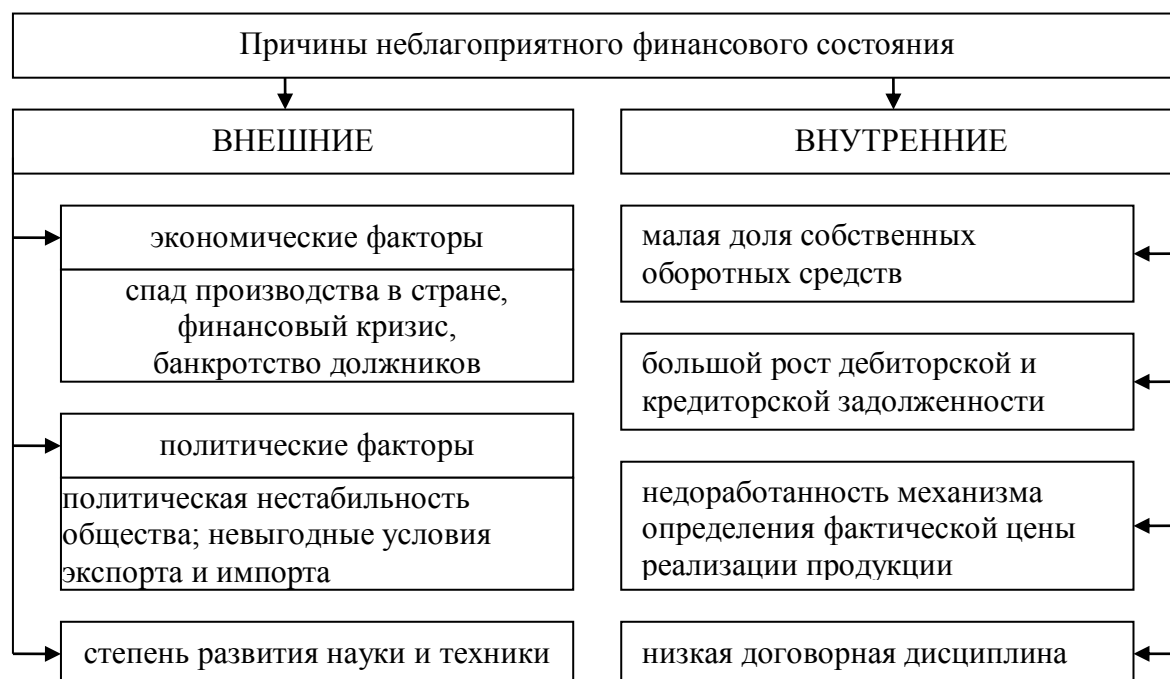 Причины неблагоприятного финансового состояния
ВНЕШНИЕ
экономические факторы
спад производства в стране,
финансовый кризис,
банкротство должников
политические факторы
политическая нестабильность
общества; невыгодные условия
экспорта и импорта
степень развития науки и техники
ВНУТРЕННИЕ
малая доля собственных
оборотных средств
большой рост дебиторской и
кредиторской задолженности
недоработанность механизма
определения фактической цены
реализации продукции
низкая договорная дисциплина